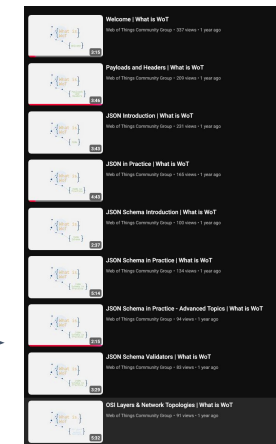 Welcome | What is WoT
Web of Things Community Group • 337 views • 1 year ago
2:15
Payloads and Headers | What is WoT
Web of Things Community Group • 209 views • 1 year ago
3:46
JSON Introduction | What is WoT
Web of Things Community Group • 231 views • 1 year ago
3:43
JSON in Practice | What is WoT
Web of Things Community Group • 165 views • 1 year ago
4:43
JSON Schema Introduction | What is WoT
Web of Things Community Group • 103 views • 1 year ago
2:37
JSON Schema in Practice | What is WoT
Web of Things Community Group • 134 views • 1 year ago
5:14
JSON Schema in Practice - Advanced Topics | What is WoT
Web of Things Community Group • 94 views • 1 year ago
2:10
JSON Schema Validators | What is WoT
Web of Things Community Group • 83 views • 1 year ago
OSI Layers & Network Topologies | What is WoT
Web of Things Community Group • 91 views • 1 year ago
5:32